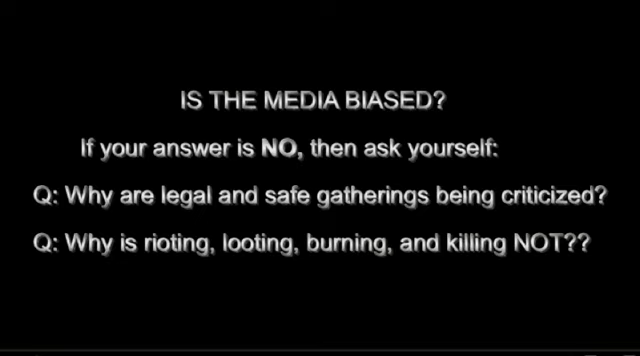 IS THE MEDIA BIASED?
If your answer is NO, then ask yourself:
Q: Why are legal and safe gatherings being criticized?
Q: Why is rioting, looting, burning, and killing NOT??